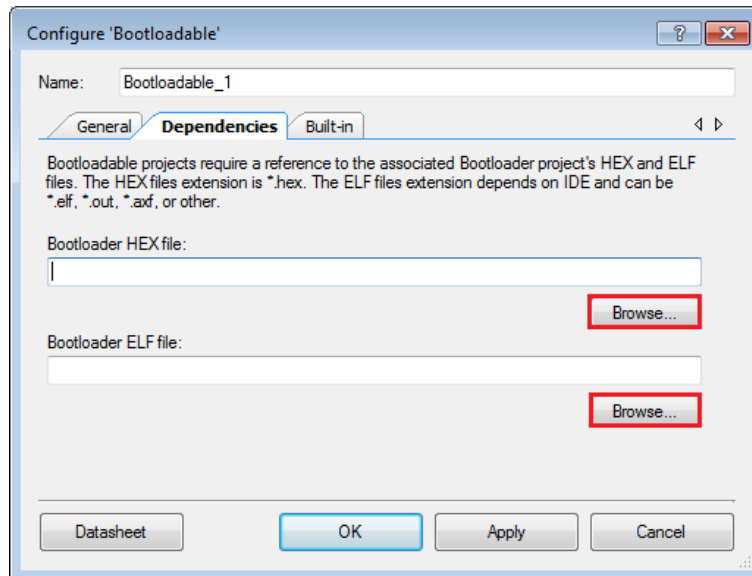 Configure 'Bootloadable'
?
Name: Bootloadable_1
General Dependencies Built-in
Bootloadable projects require a reference to the associated Bootloader project's HEX and ELF
files. The HEX files extension is *.hex. The ELF files extension depends on IDE and can be
*.elf, *.out, *.axf, or other.
Bootloader HEX file:
Browse...
Bootloader ELF file:
Browse...
Datasheet OK Apply Cancel